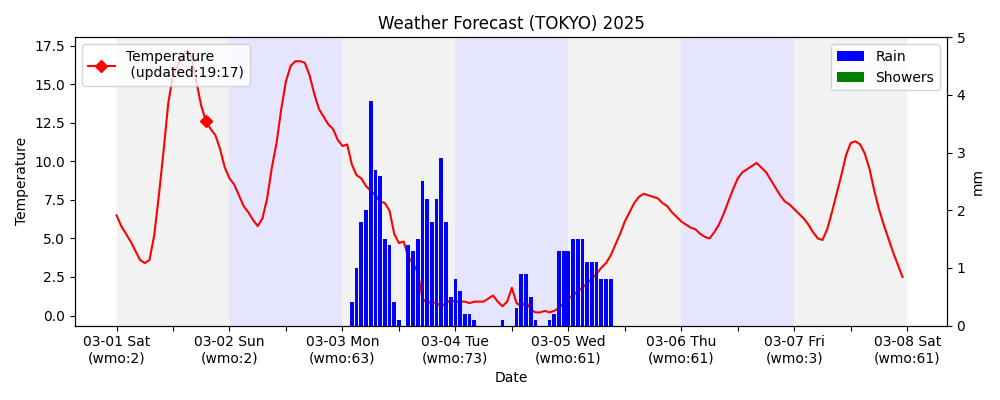 Weather Forecast (TOKYO) 2025
Temperature
(updated:19:17)
Rain
Showers
17.5
15.0
12.5
10.0
7.5
5.0
2.5
0.0
Temperature
5
4
3
2
1
0
mm
03-01 Sat
(wmo:2)
03-02 Sun
(wmo:2)
03-03 Mon
(wmo:63)
03-04 Tue
(wmo:73)
03-05 Wed
(wmo:61)
03-06 Thu
(wmo:61)
03-07 Fri
(wmo:3)
03-08 Sat
(wmo:61)
Date